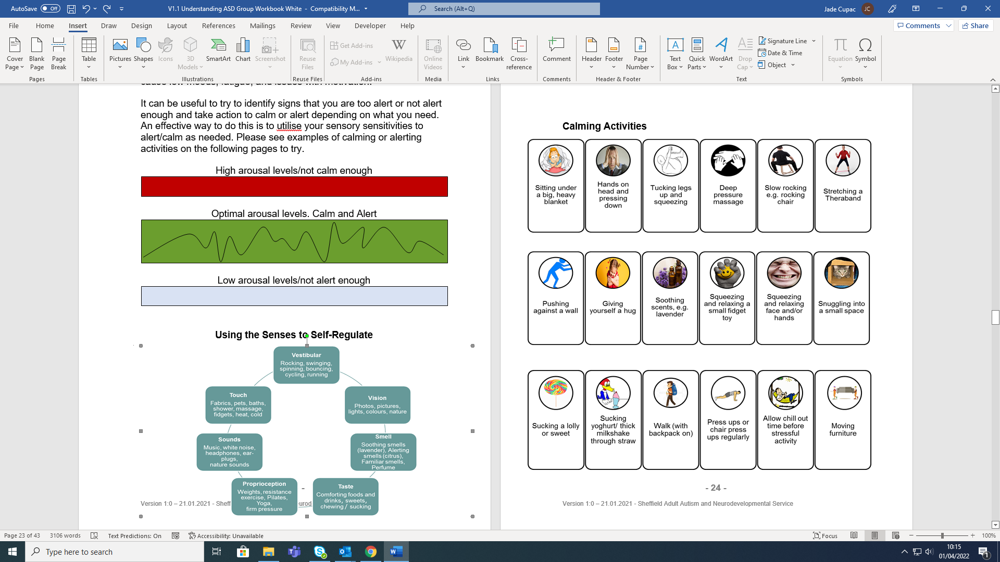 AutoSave Off
V1.1 Understanding ASD Group Workbook White - Compatibility M...
Search (Alt+Q)
Jade Cupac JC
File Home Insert Draw Design Layout References Mailings Review View Developer Help
Comments Share
Cover Page
Blank Page
Page Break
Pages
Table
Tables
Pictures
Shapes
Icons
3D Models
SmartArt
Chart
Screenshot
Illustrations
Reuse Files
Reuse Files
Get Add-ins
My Add-ins
Wikipedia
Add-ins
Online Videos
Media
Link
Bookmark
Cross-reference
Links
Comment
Comments
Header
Footer
Page Number
Header & Footer
Text Box
Quick Parts
WordArt
Drop Cap
Signature Line
Date & Time
Object
Text
Equation
Symbol
Symbols
cause low moods, fatigue, and issues with motivation.
It can be useful to try to identify signs that you are too alert or not alert
enough and take action to calm or alert depending on what you need.
An effective way to do this is to utilise your sensory sensitivities to
alert/calm as needed. Please see examples of calming or alerting
activities on the following pages to try.
High arousal levels/not calm enough
Optimal arousal levels. Calm and Alert
Low arousal levels/not alert enough
Using the Senses to Self-Regulate
Vestibular
Rocking, swinging,
spinning, bouncing,
cycling, running
Vision
Photos, pictures,
lights, colours, nature
Smell
Soothing smells
(lavender), Alerting
smells (citrus),
Familiar smells,
Perfume
Taste
Comforting foods and
drinks, sweets,
chewing / sucking
Proprioception
Weights, resistance
exercise, Pilates,
Yoga,
firm pressure
Sounds
Music, white noise,
headphones, ear-
plugs,
nature sounds
Touch
Fabrics, pets, baths,
shower, massage,
fidgets, heat, cold
-
Version 1:0 – 21.01.2021 - Sheff
Calming Activities
Sitting under
a big, heavy
blanket
Hands on
head and
pressing
down
Tucking legs
up and
squeezing
Deep
pressure
massage
Slow rocking
e.g. rocking
chair
Stretching a
Theraband
Pushing
against a wall
Giving
yourself a hug
Soothing
scents, e.g.
lavender
Squeezing
and relaxing a
small fidget
toy
Squeezing
and relaxing
face and/or
hands
Snuggling into
a small space
Sucking a lolly
or sweet
Sucking
yoghurt/ thick
milkshake
through straw
Walk (with
backpack on)
Press ups or
chair press
ups regularly
Allow chill out
time before
stressful
activity
Moving
furniture
- 24 -
Version 1:0 – 21.01.2021 - Sheffield Adult Autism and Neurodevelopmental Service
Page 23 of 43 3106 words Text Predictions: On Accessibility: Unavailable
Focus 100%
Type here to search
10:15
01/04/2022
1